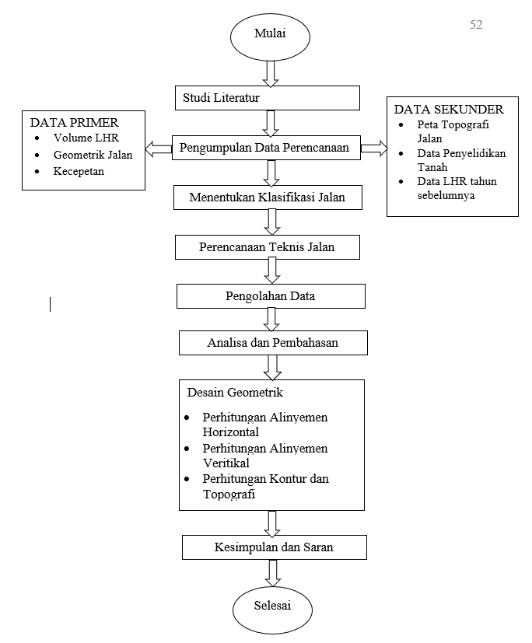 52
Mulai
Studi Literatur
DATA PRIMER
• Volume LHR
• Geometrik Jalan
• Kecepetan
Pengumpulan Data Perencanaan
DATA SEKUNDER
• Peta Topografi
Jalan
• Data Penyelidikan
Tanah
• Data LHR tahun
sebelumnya
Menentukan Klasifikasi Jalan
Perencanaan Teknis Jalan
Pengolahan Data
Analisa dan Pembahasan
Desain Geometrik
• Perhitungan Alinyemen
Horizontal
• Perhitungan Alinyemen
Veritikal
• Perhitungan Kontur dan
Topografi
Kesimpulan dan Saran
Selesai